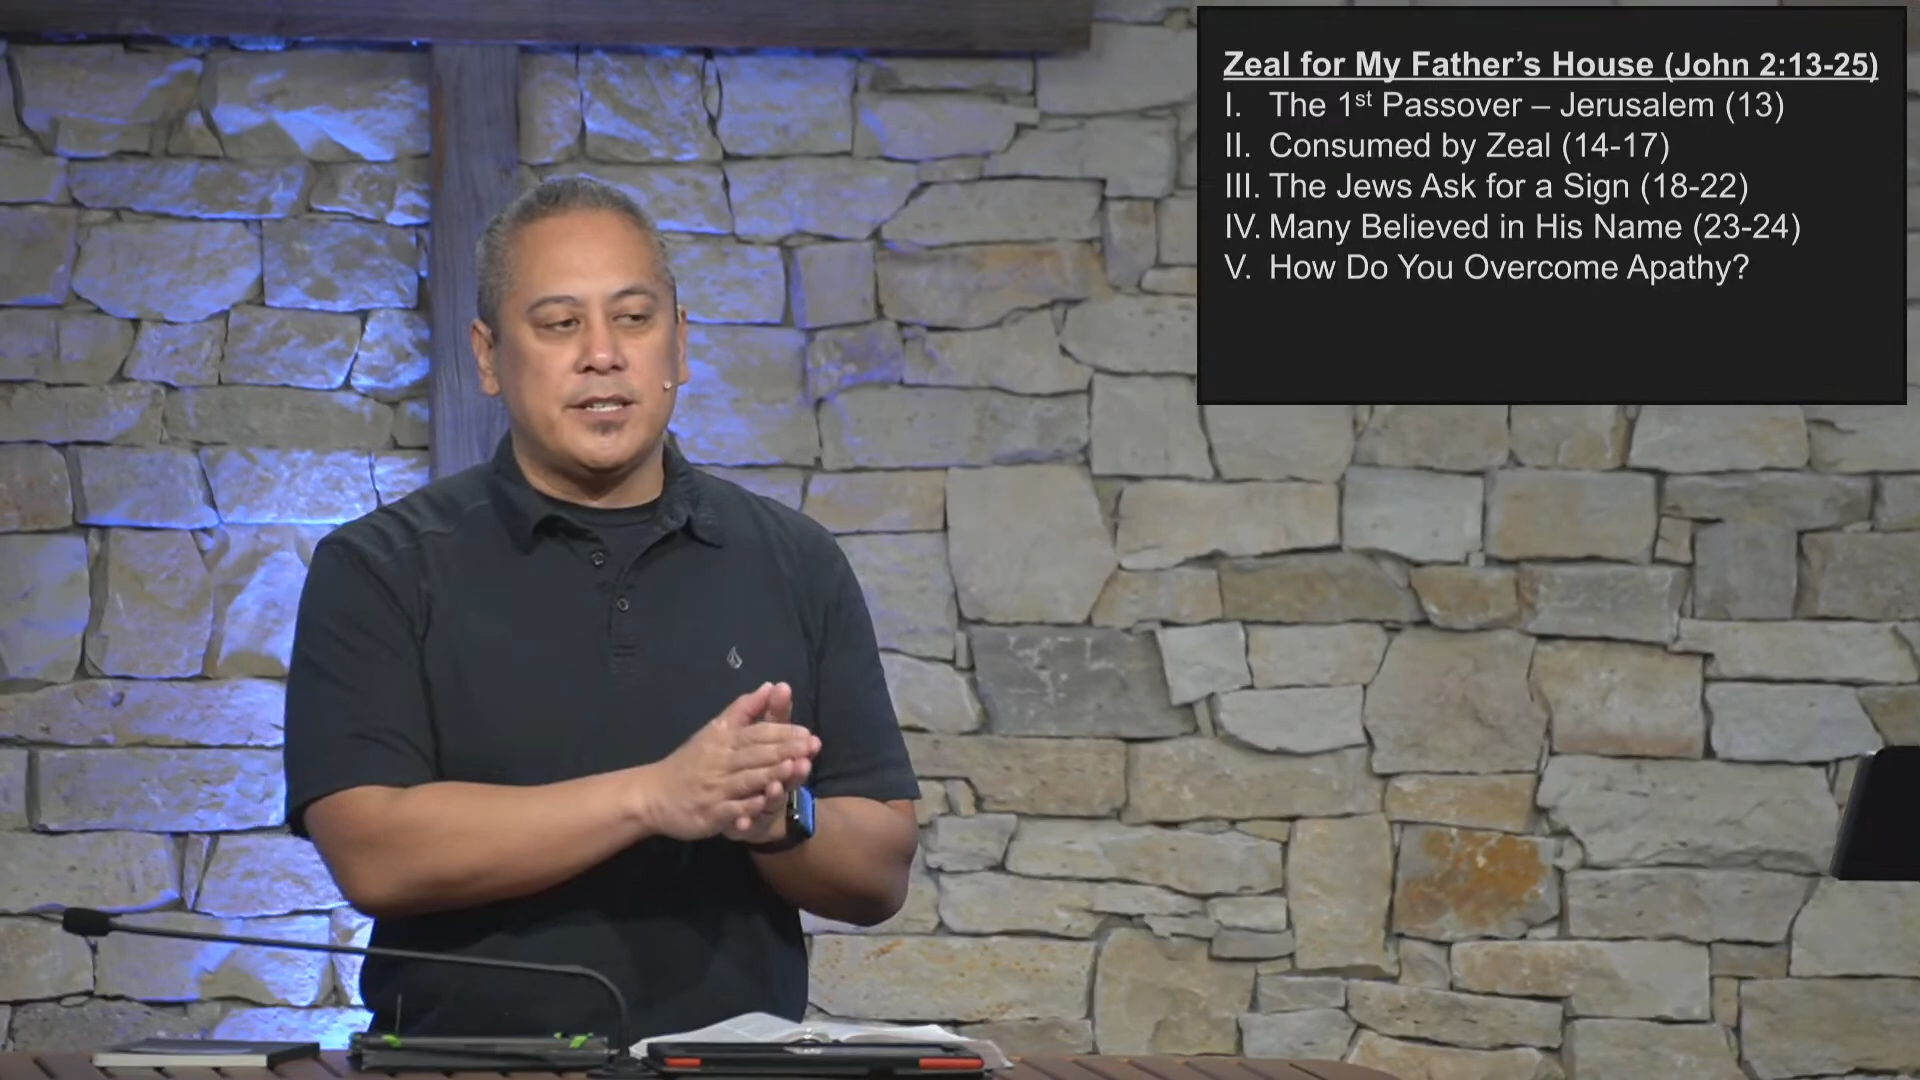 Zeal for My Father’s House (John 2:13-25)
I. The 1st Passover – Jerusalem (13)
II. Consumed by Zeal (14-17)
III. The Jews Ask for a Sign (18-22)
IV. Many Believed in His Name (23-24)
V. How Do You Overcome Apathy?